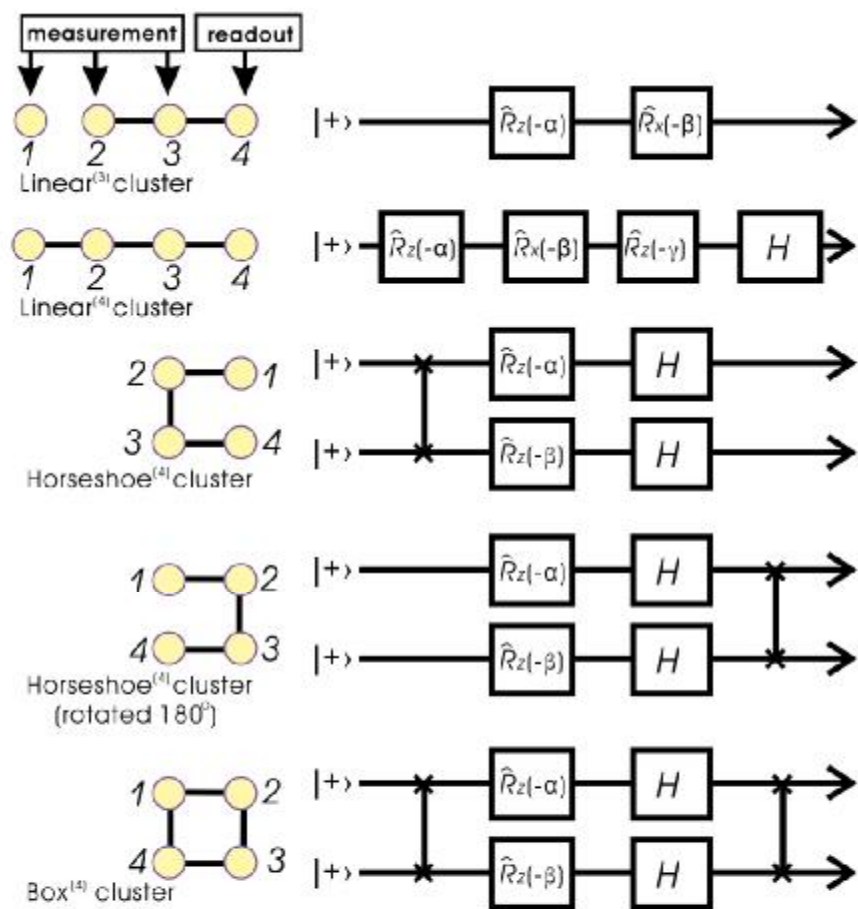 measurement readout
1 2 3 4
Linear⁽³⁾ cluster
|+⟩ R̂z(-α) R̂x(-β)
1 2 3 4
Linear⁽⁴⁾ cluster
|+⟩ R̂z(-α) R̂x(-β) R̂z(-γ) H
2 1
3 4
Horseshoe⁽⁴⁾ cluster
|+⟩ R̂z(-α) H
|+⟩ R̂z(-β) H
1 2
4 3
Horseshoe⁽⁴⁾ cluster
(rotated 180⁰)
|+⟩ R̂z(-α) H
|+⟩ R̂z(-β) H
1 2
4 3
Box⁽⁴⁾ cluster
|+⟩ R̂z(-α) H
|+⟩ R̂z(-β) H